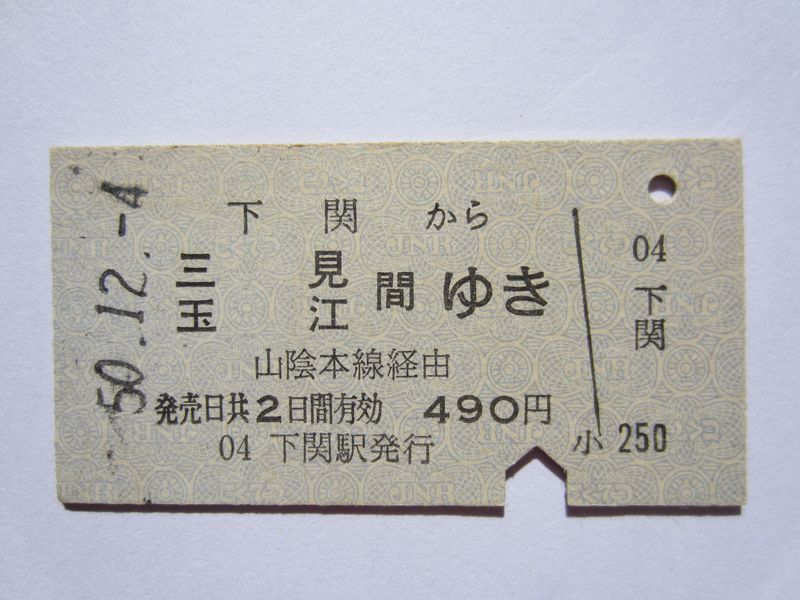 50.12.-4
下関から
三見
玉江
間ゆき
山陰本線経由
発売日共2日間有効 490円
04 下関駅発行
04 下関
小 250